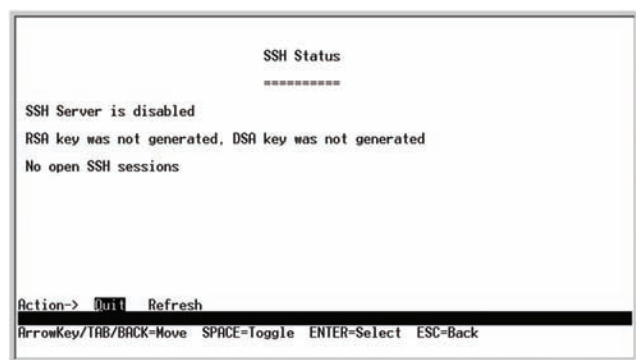 SSH Status
==========
SSH Server is disabled
RSA key was not generated, DSA key was not generated
No open SSH sessions
Action-> Quit Refresh
ArrowKey/TAB/BACK=Move SPACE=Toggle ENTER=Select ESC=Back